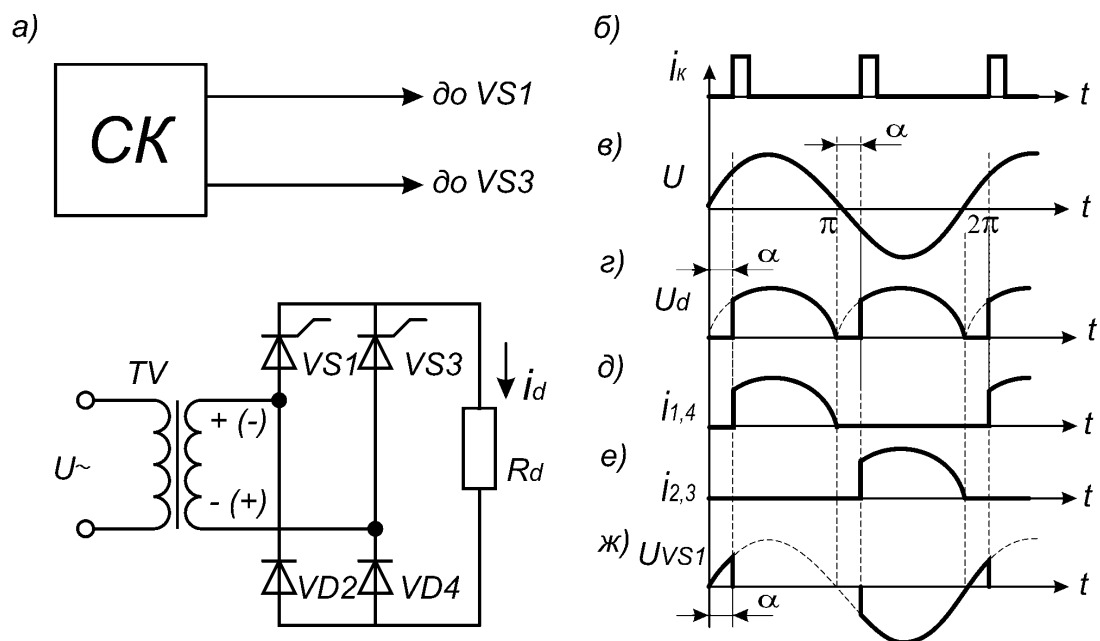 а)
СК
до VS1
до VS3
TV
U~
+ (-)
- (+)
VS1
VS3
VD2
VD4
id
Rd
б)
iк
t
в)
U
α
π
2π
t
г)
α
Ud
t
д)
i1,4
t
е)
i2,3
t
ж)
UVS1
α
t